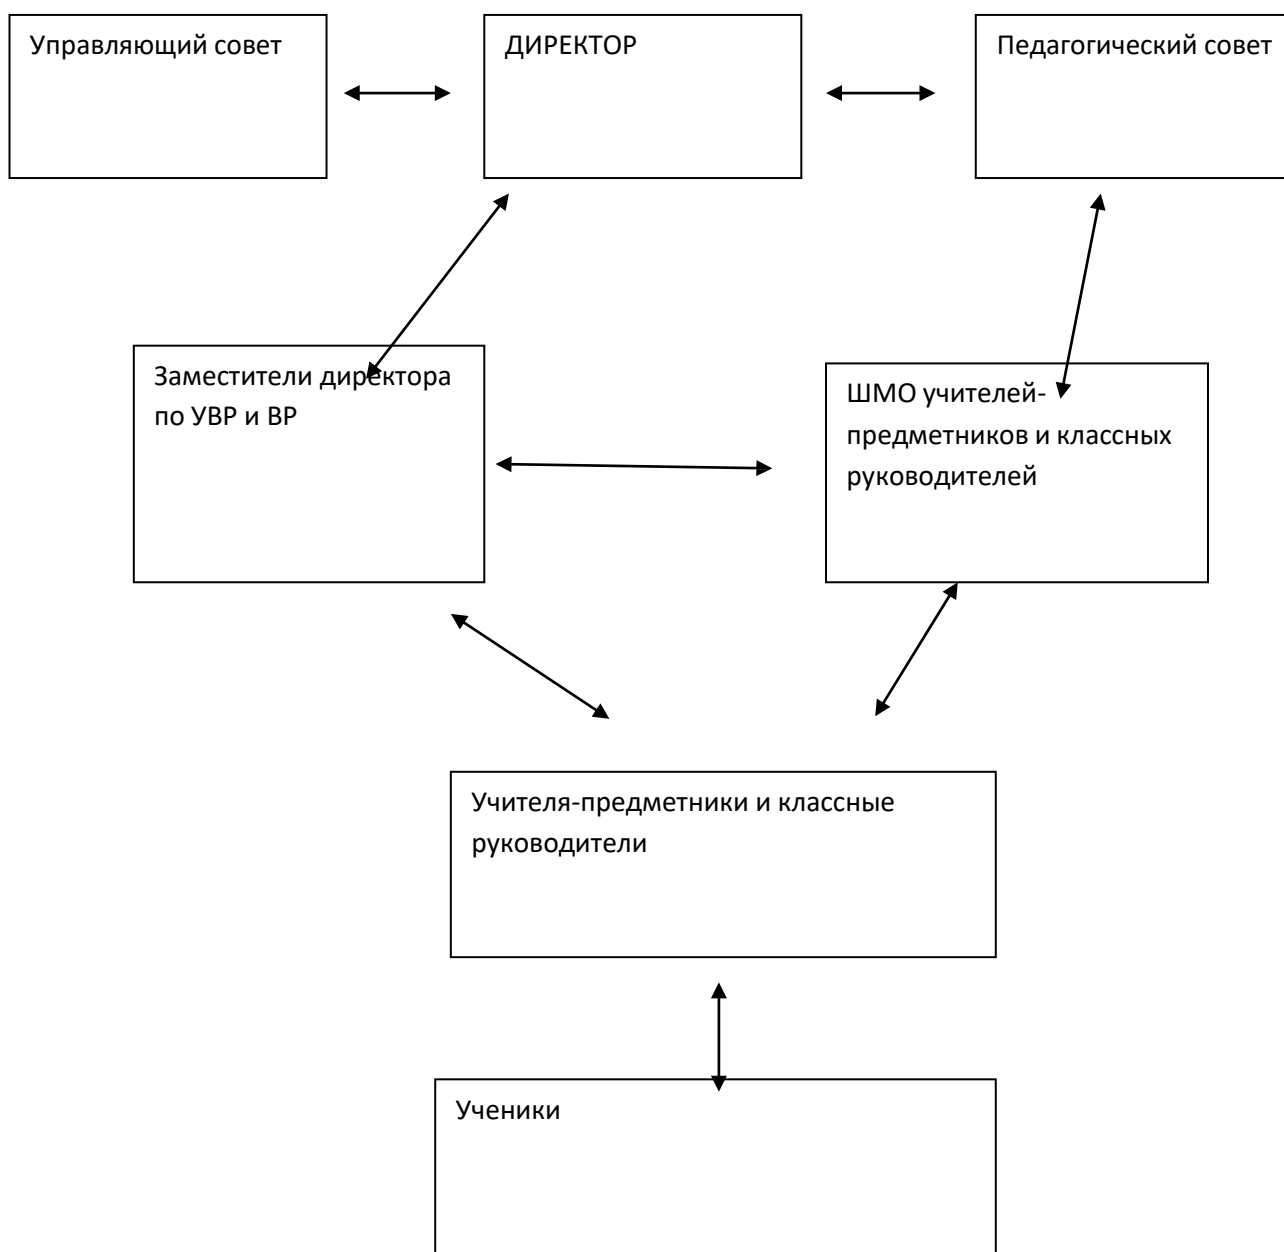 Управляющий совет
ДИРЕКТОР
Педагогический совет
Заместители директора
по УВР и ВР
ШМО учителей-
предметников и классных
руководителей
Учителя-предметники и классные
руководители
Ученики